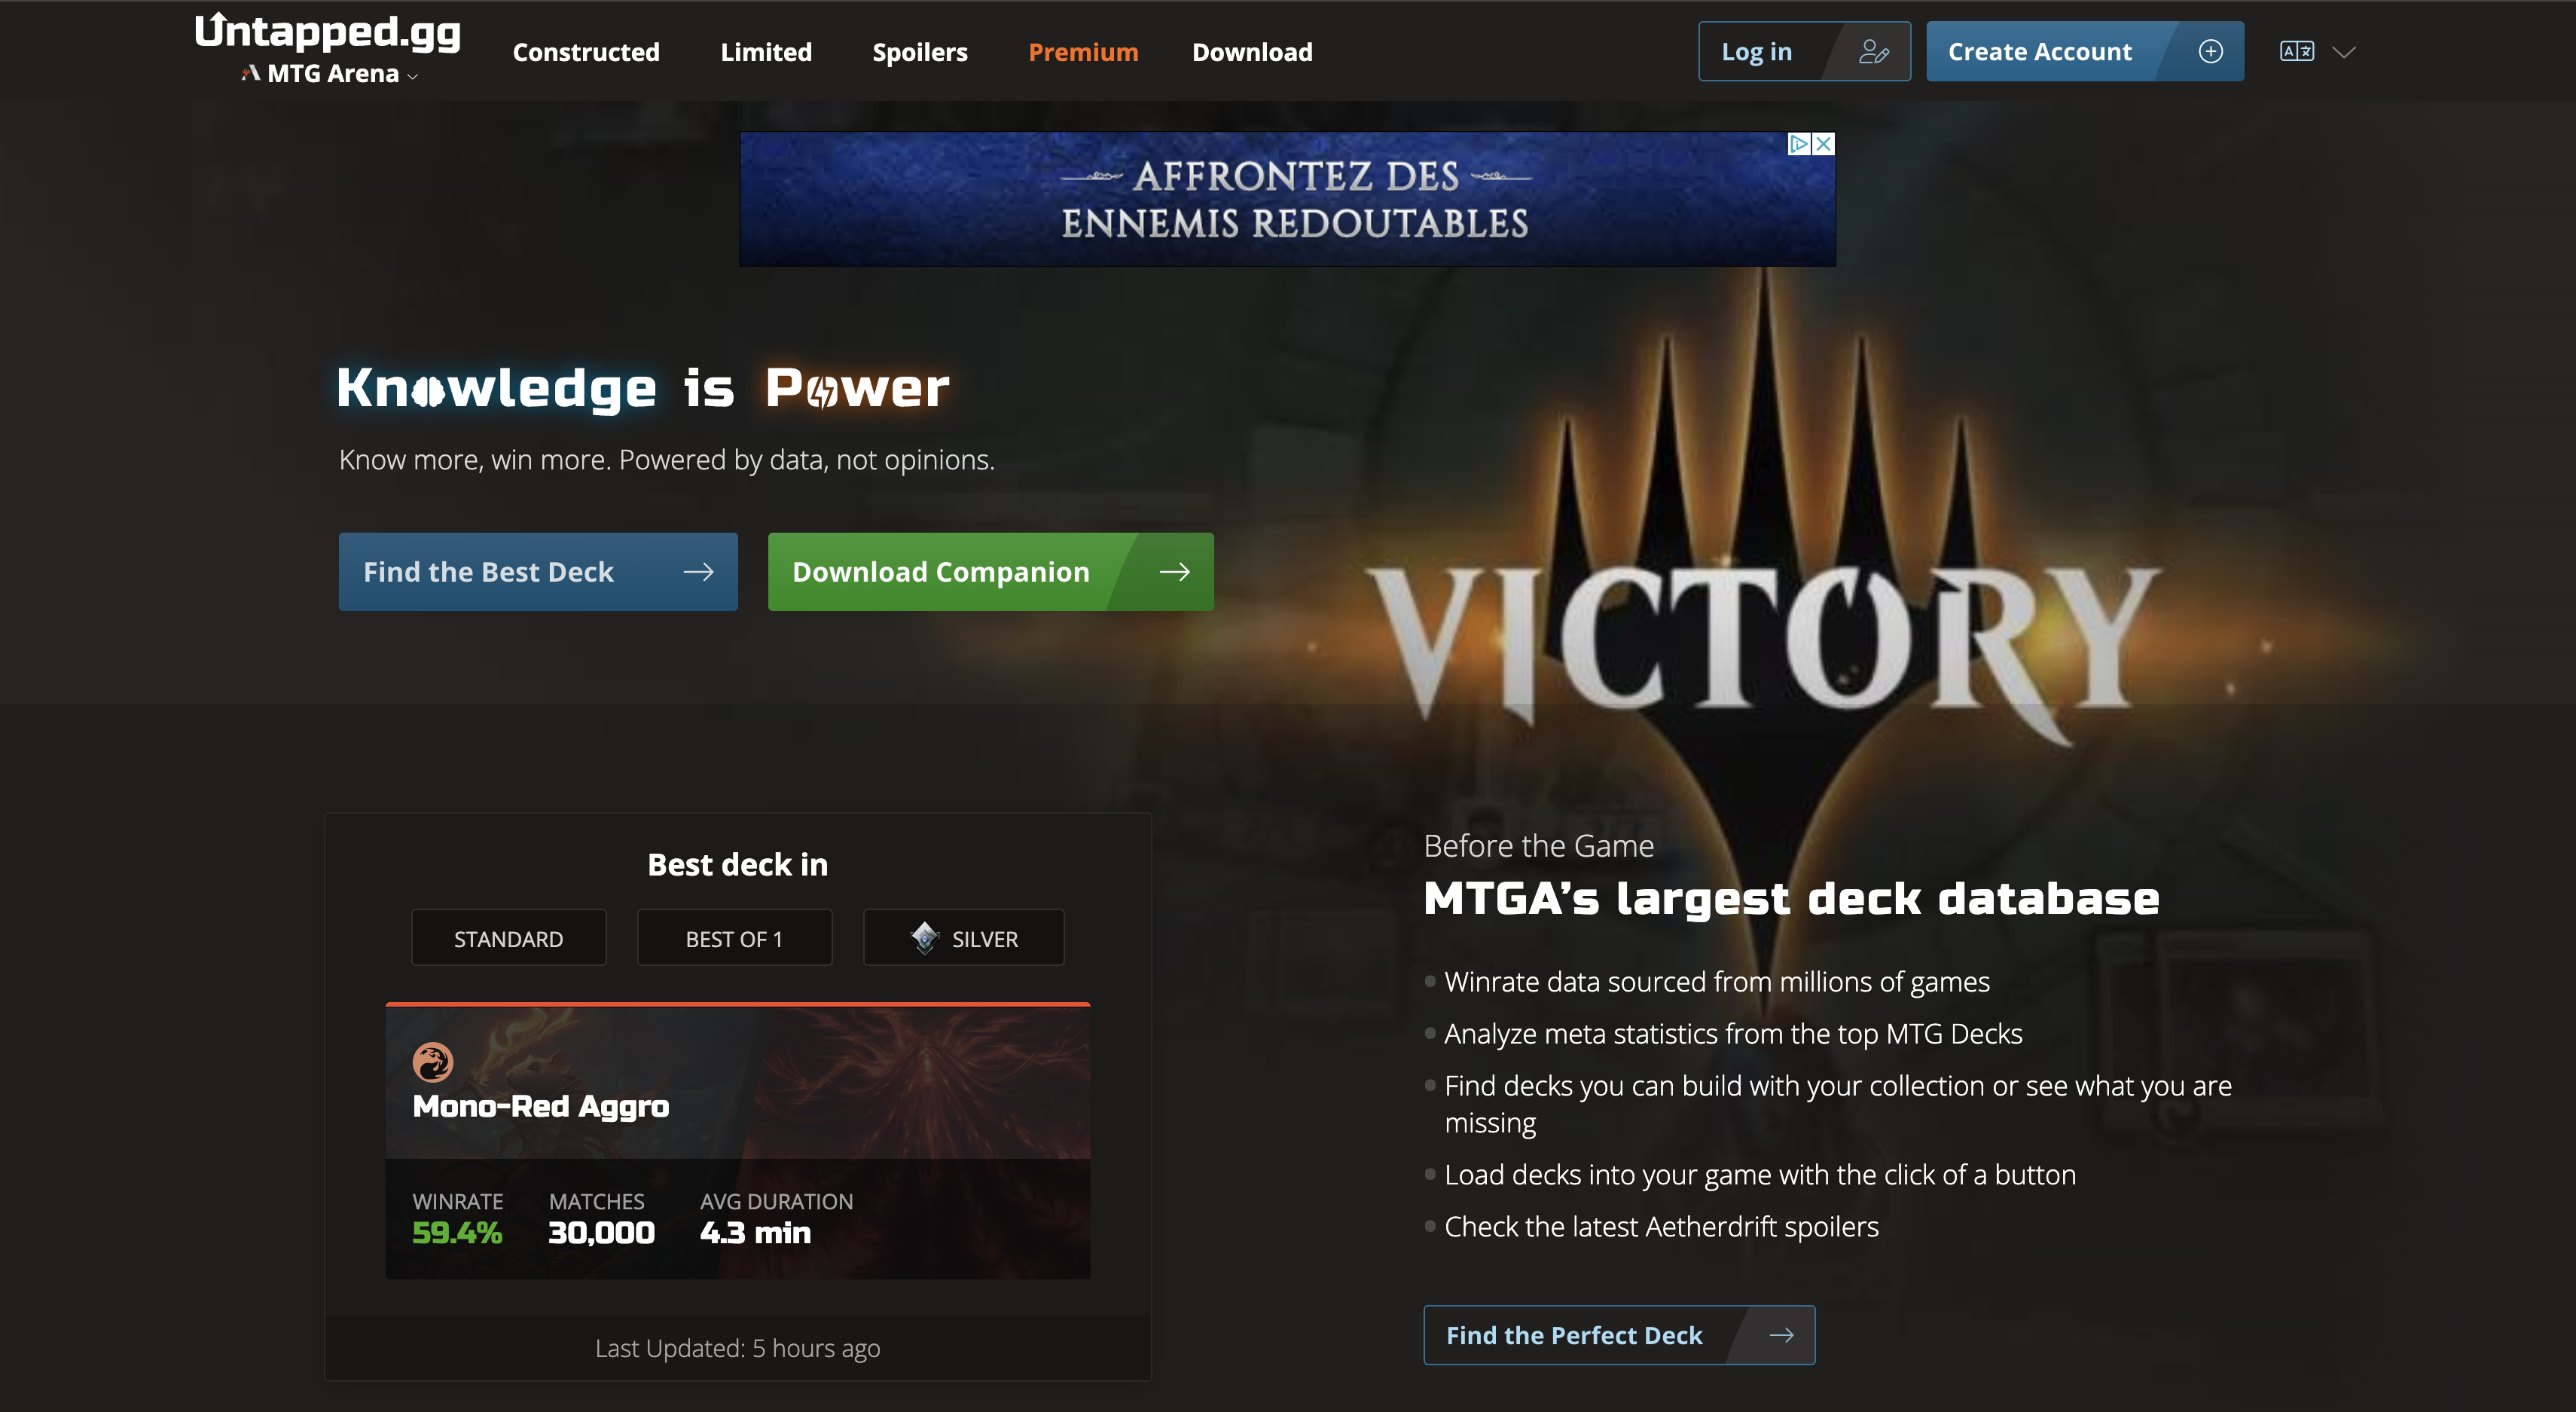 Untapped.gg
MTG Arena
Constructed
Limited
Spoilers
Premium
Download
Log in
Create Account
AFFRONTEZ DES
ENNEMIS REDOUTABLES
Knowledge is Power
Know more, win more. Powered by data, not opinions.
Find the Best Deck
Download Companion
VICTORY
Best deck in
STANDARD
BEST OF 1
SILVER
Mono-Red Aggro
WINRATE
59.4%
MATCHES
30,000
AVG DURATION
4.3 min
Last Updated: 5 hours ago
Before the Game
MTGA’s largest deck database
Winrate data sourced from millions of games
Analyze meta statistics from the top MTG Decks
Find decks you can build with your collection or see what you are
missing
Load decks into your game with the click of a button
Check the latest Aetherdrift spoilers
Find the Perfect Deck